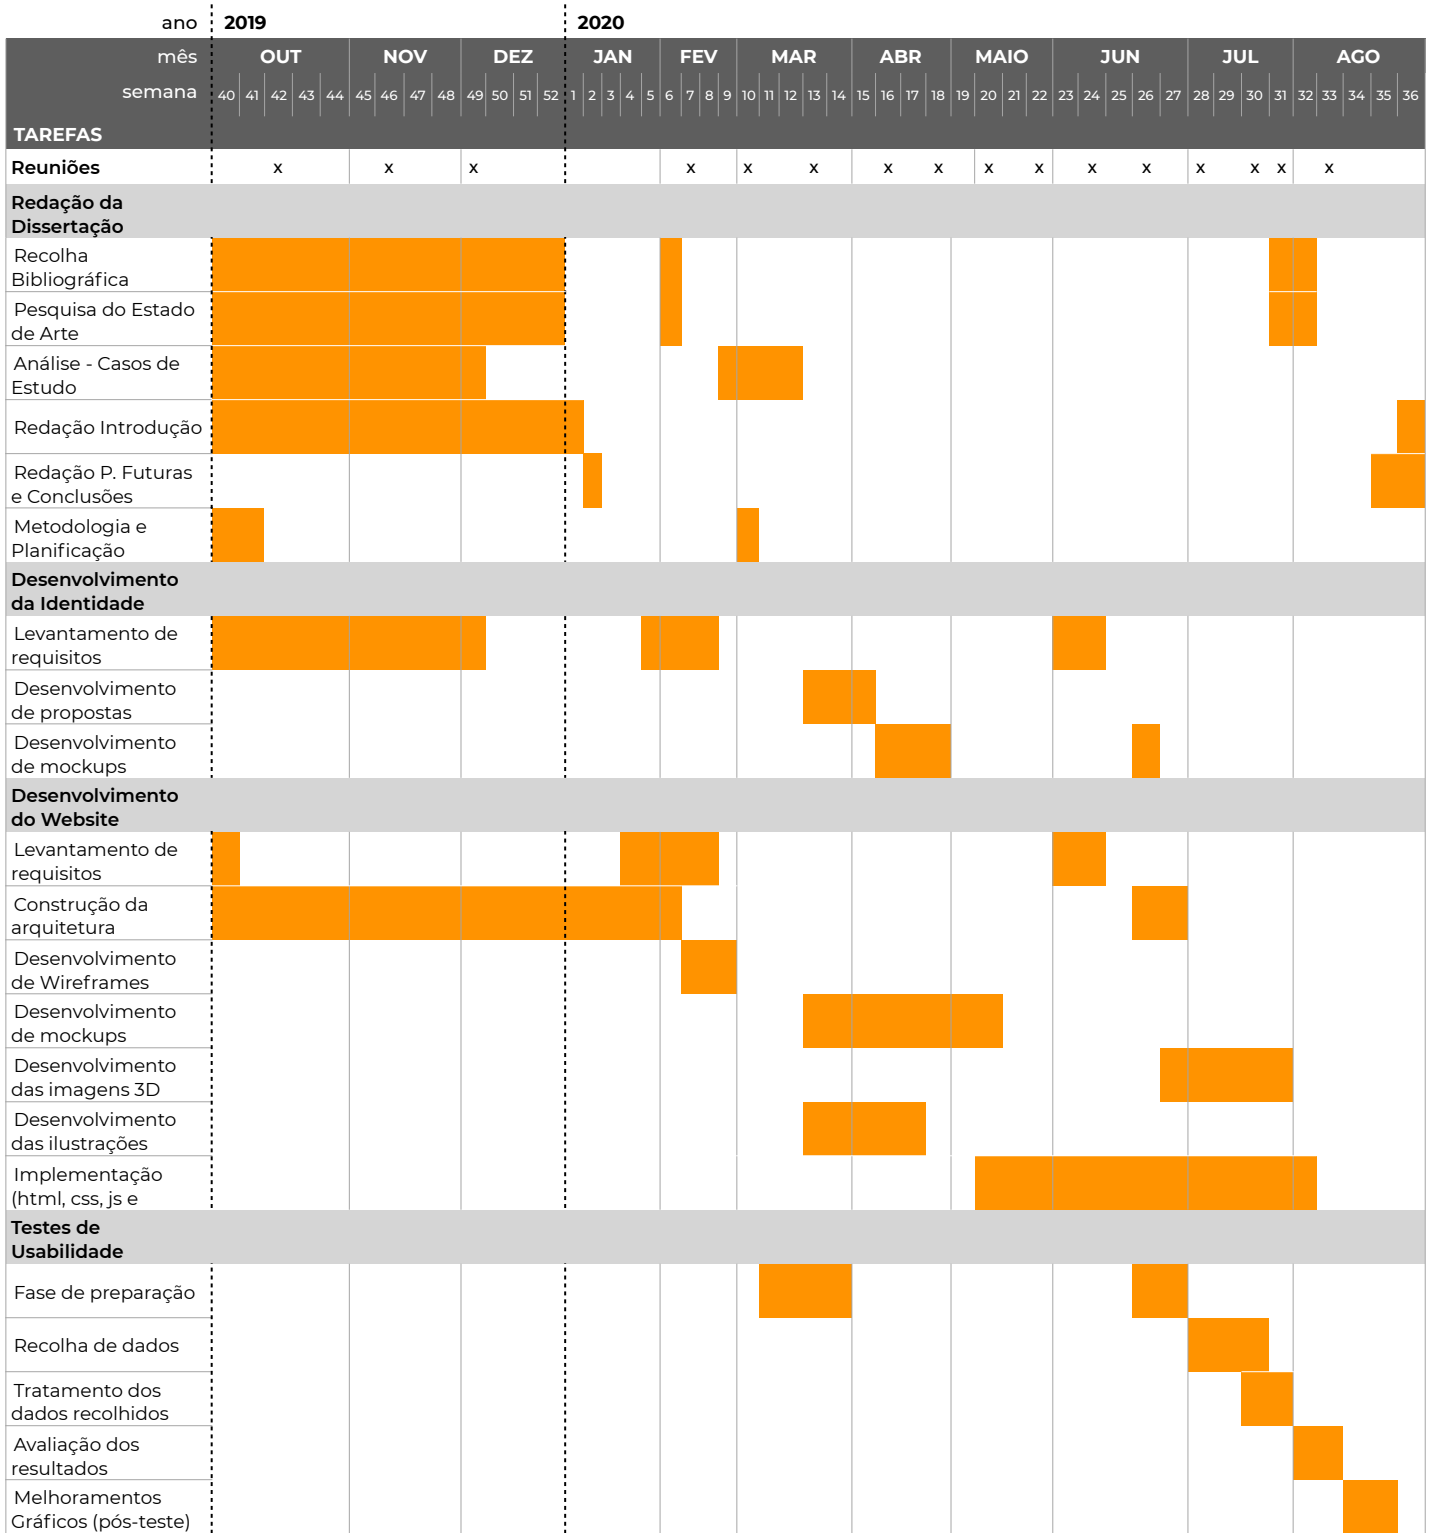 ano 2019 2020
mês OUT NOV DEZ JAN FEV MAR ABR MAIO JUN JUL AGO
semana 40 41 42 43 44 45 46 47 48 49 50 51 52 1 2 3 4 5 6 7 8 9 10 11 12 13 14 15 16 17 18 19 20 21 22 23 24 25 26 27 28 29 30 31 32 33 34 35 36
TAREFAS
Reuniões x x x x x x x x x x x x x x x x
Redação da
Dissertação
Recolha
Bibliográfica
Pesquisa do Estado
de Arte
Análise - Casos de
Estudo
Redação Introdução
Redação P. Futuras
e Conclusões
Metodologia e
Planificação
Desenvolvimento
da Identidade
Levantamento de
requisitos
Desenvolvimento
de propostas
Desenvolvimento
de mockups
Desenvolvimento
do Website
Levantamento de
requisitos
Construção da
arquitetura
Desenvolvimento
de Wireframes
Desenvolvimento
de mockups
Desenvolvimento
das imagens 3D
Desenvolvimento
das ilustrações
Implementação
(html, css, js e
Testes de
Usabilidade
Fase de preparação
Recolha de dados
Tratamento dos
dados recolhidos
Avaliação dos
resultados
Melhoramentos
Gráficos (pós-teste)